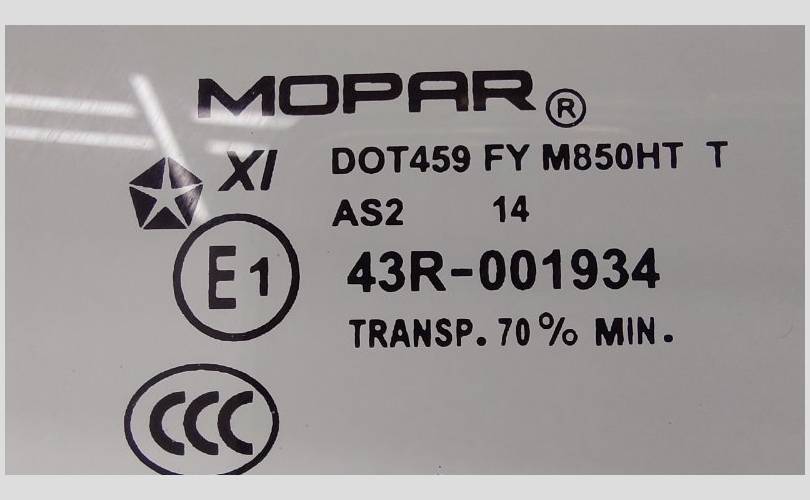 MOPAR®
XI DOT459 FY M850HT T
AS2 14
E1 43R-001934
TRANSP. 70% MIN.
CCC